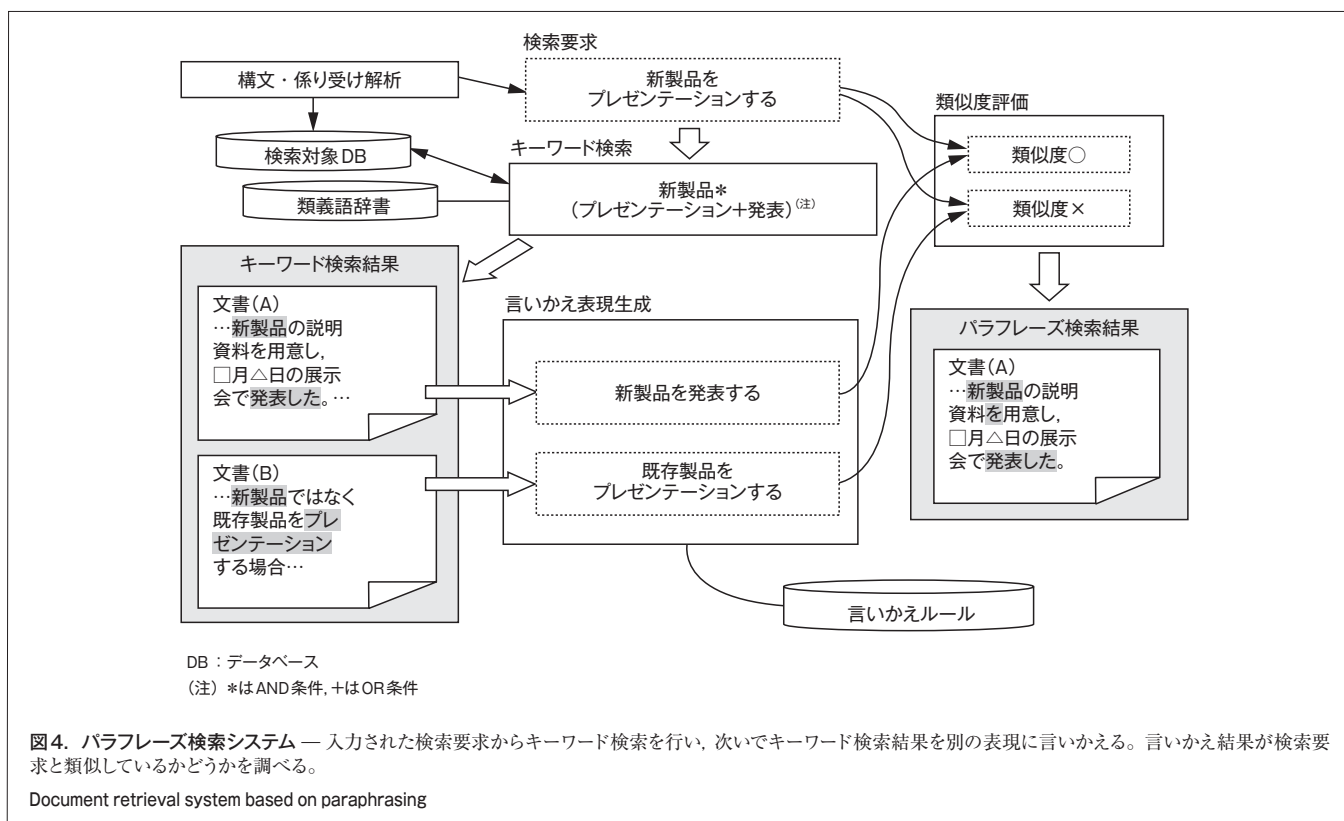 検索要求
構文・係り受け解析
新製品を
プレゼンテーションする
類似度評価
検索対象DB
キーワード検索
類似度○
類義語辞書
新製品*
(プレゼンテーション+発表)(注)
類似度×
キーワード検索結果
文書(A)
…新製品の説明
資料を用意し,
□月△日の展示
会で発表した。…
言いかえ表現生成
新製品を発表する
パラフレーズ検索結果
文書(A)
…新製品の説明
資料を用意し,
□月△日の展示
会で発表した。
文書(B)
…新製品ではなく
既存製品をプレ
ゼンテーション
する場合…
既存製品を
プレゼンテーションする
言いかえルール
DB:データベース
(注) *はAND条件, +はOR条件
図4. パラフレーズ検索システム — 入力された検索要求からキーワード検索を行い, 次いでキーワード検索結果を別の表現に言いかえる。言いかえ結果が検索要
求と類似しているかどうかを調べる。
Document retrieval system based on paraphrasing